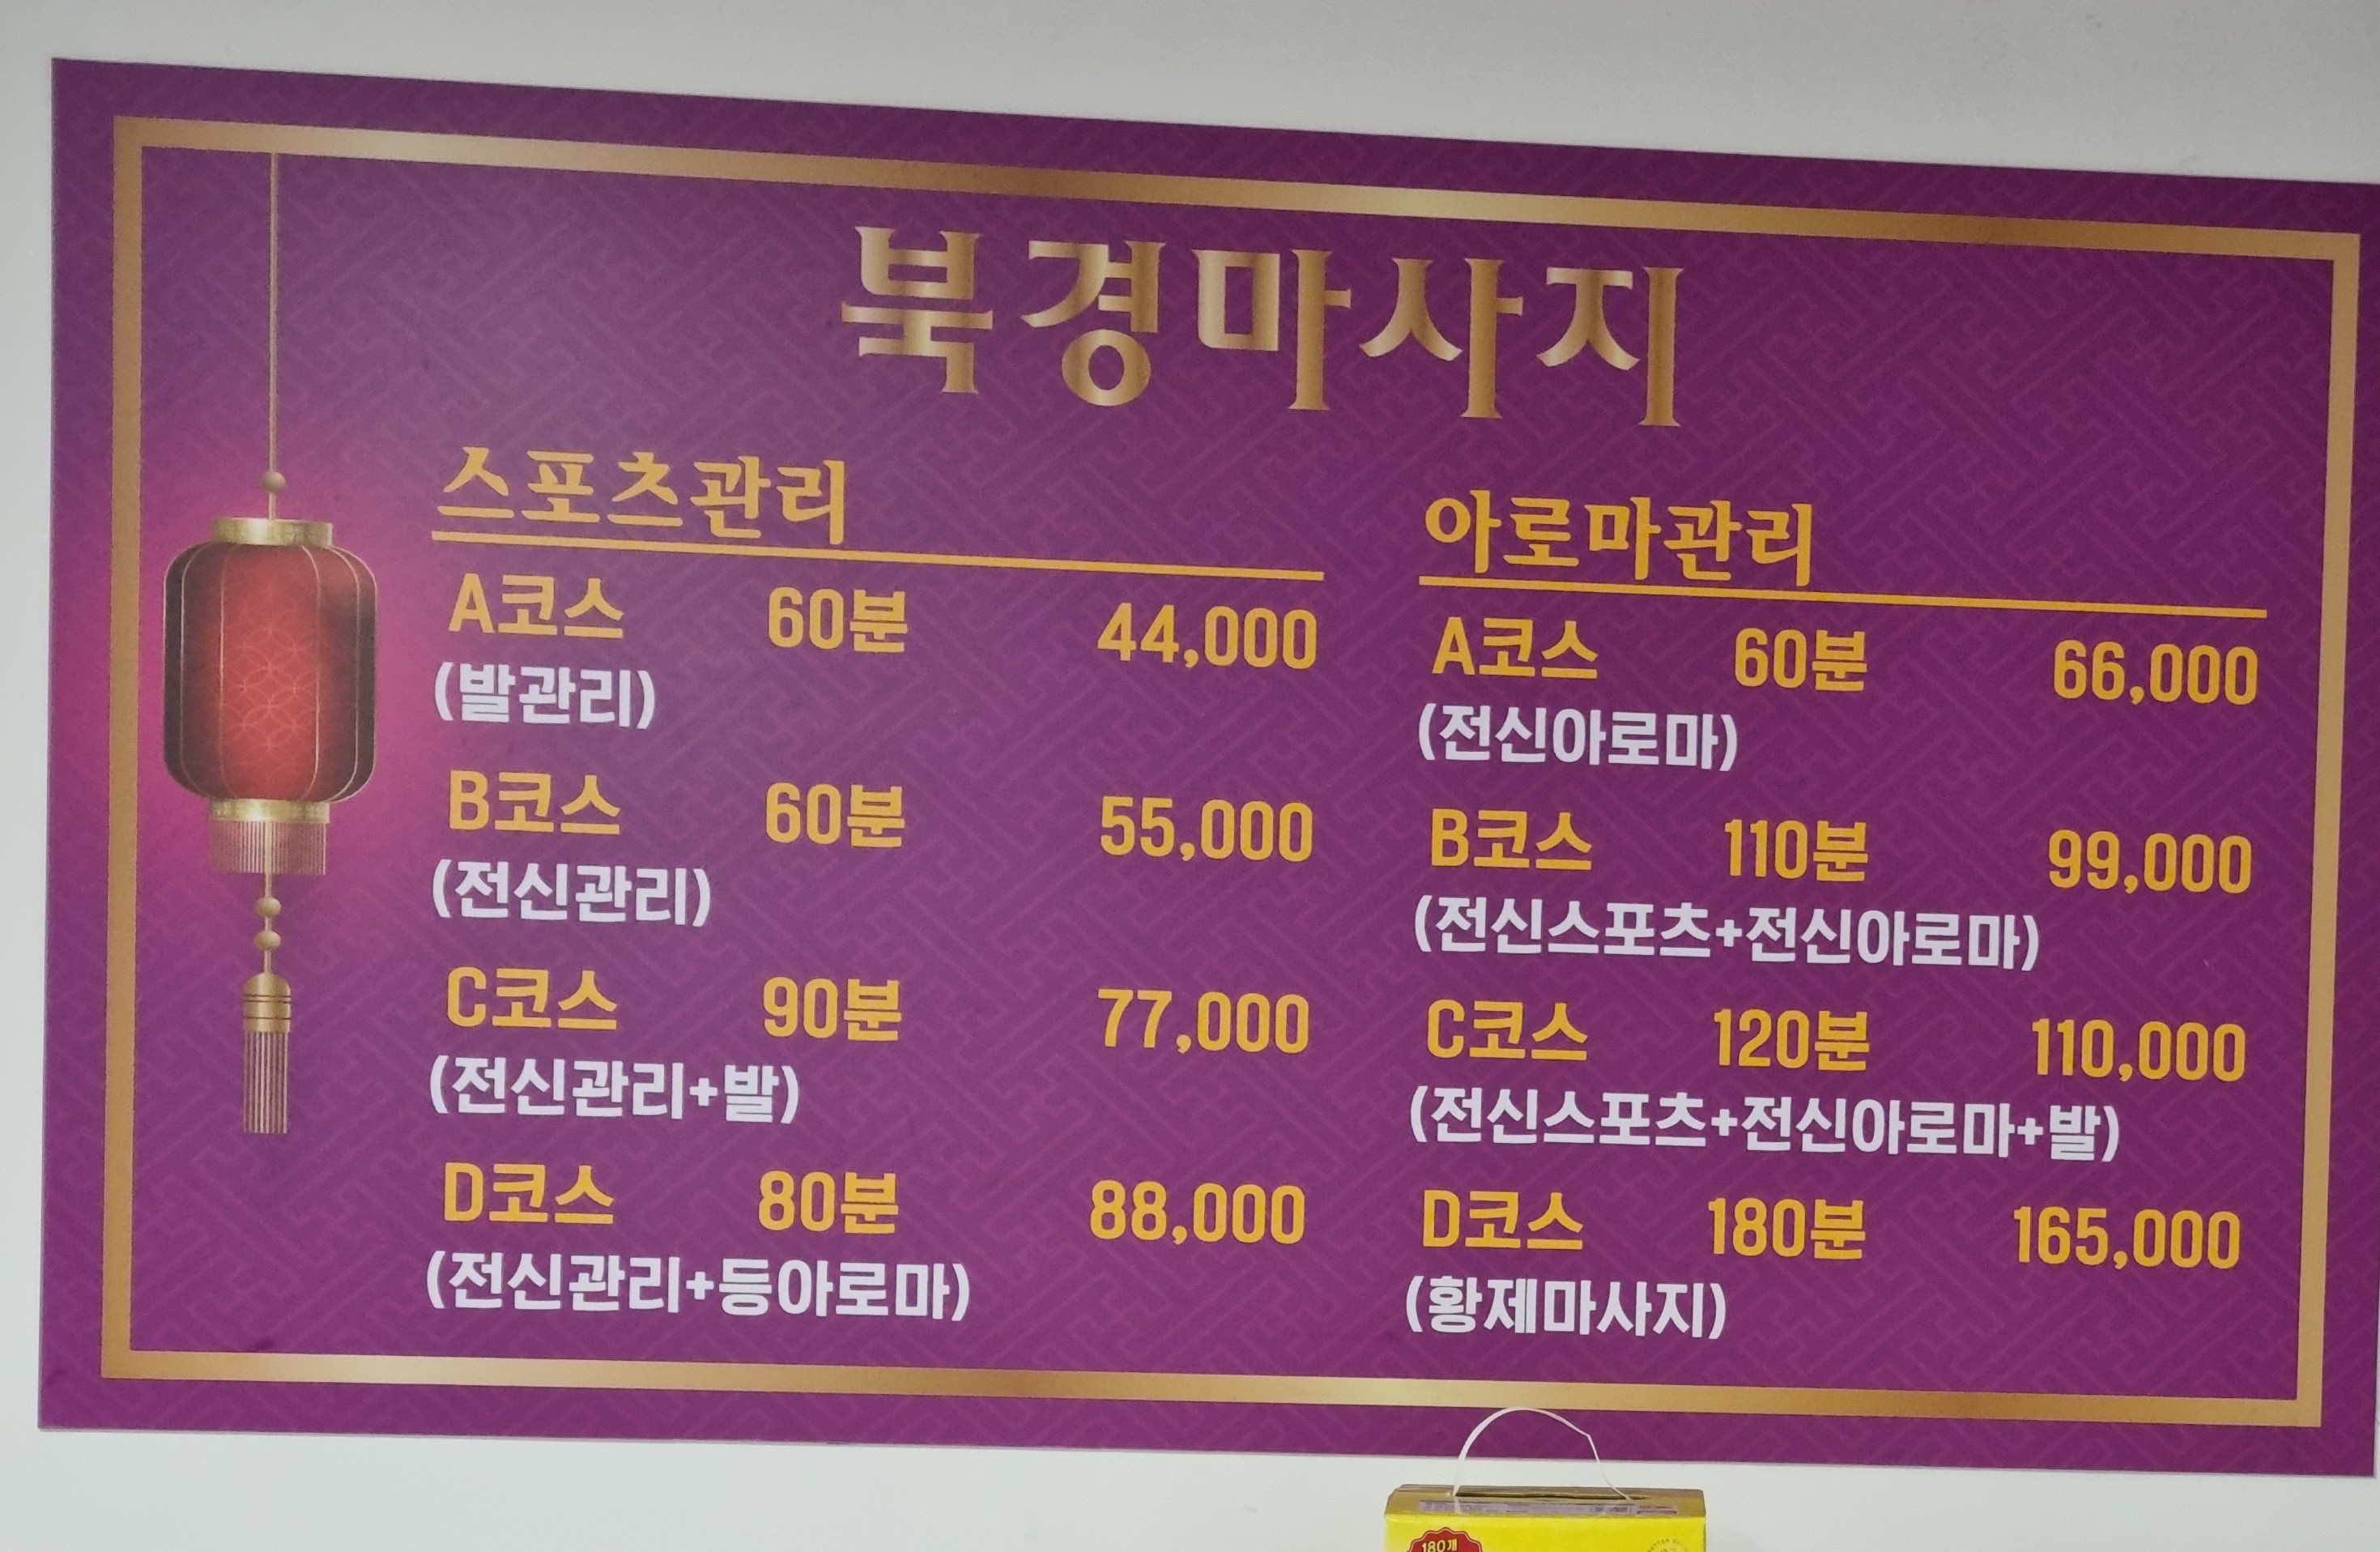 북경마사지
스포츠관리
A코스 60분 44,000
(발관리)
B코스 60분 55,000
(전신관리)
C코스 90분 77,000
(전신관리+발)
D코스 80분 88,000
(전신관리+등아로마)
아로마관리
A코스 60분 66,000
(전신아로마)
B코스 110분 99,000
(전신스포츠+전신아로마)
C코스 120분 110,000
(전신스포츠+전신아로마+발)
D코스 180분 165,000
(황제마사지)
180개